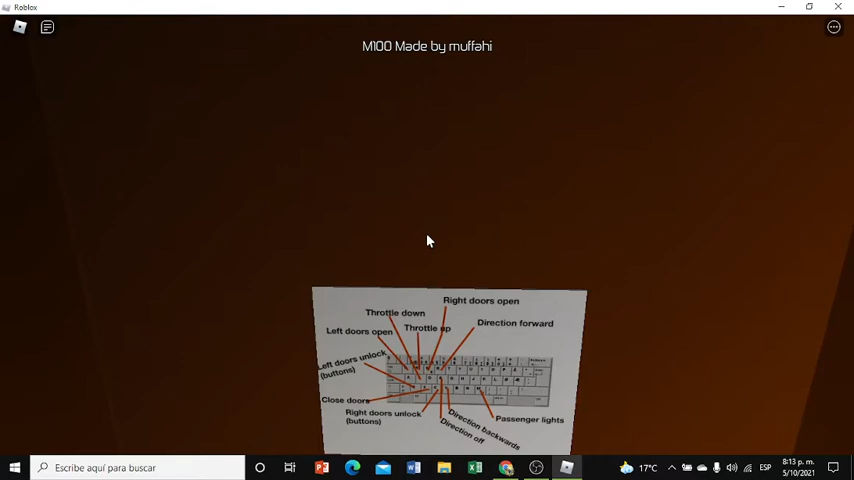 Roblox
M100 Made by muffahi
Right doors open
Throttle down
Direction forward
Throttle up
Left doors open
Left doors unlock
(buttons)
Close doors
Right doors unlock
(buttons)
Direction backwards
Direction off
Passenger lights
Escribe aquí para buscar
17°C
ESP
8:13 p. m.
5/10/2021